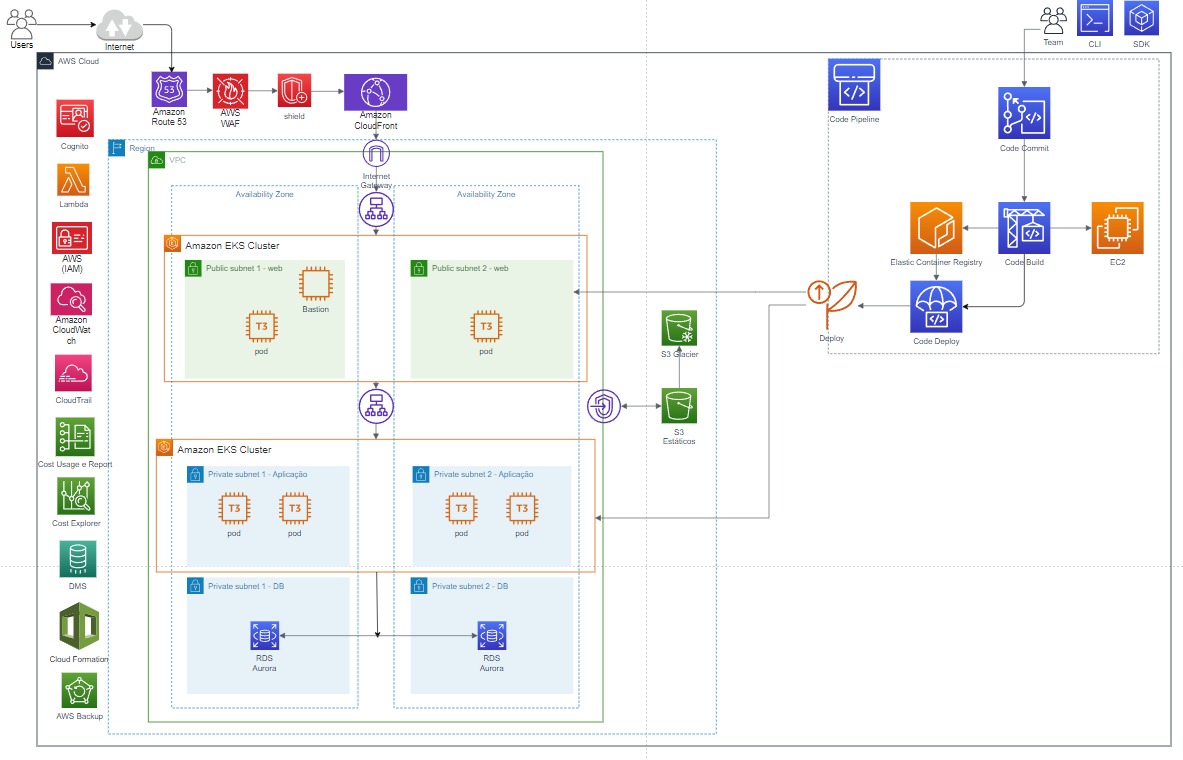 Users
Internet
Team
CLI
SDK
AWS Cloud
53
Amazon
Route 53
AWS
WAF
shield
Amazon
CloudFront
Code Pipeline
Code Commit
Cognito
Region
VPC
Internet
Gateway
Lambda
Availability Zone
Availability Zone
AWS
(IAM)
Amazon EKS Cluster
Elastic Container Registry
Code Build
EC2
Public subnet 1 - web
Public subnet 2 - web
Bastion
Amazon
CloudWat
ch
T3
pod
T3
pod
Deploy
Code Deploy
S3 Glacier
CloudTrail
S3
Estáticos
Cost Usage e Report
Amazon EKS Cluster
Private subnet 1 - Aplicação
Private subnet 2 - Aplicação
T3
pod
T3
pod
T3
pod
T3
pod
Cost Explorer
DMS
Private subnet 1 - DB
Private subnet 2 - DB
RDS
Aurora
RDS
Aurora
Cloud Formation
AWS Backup